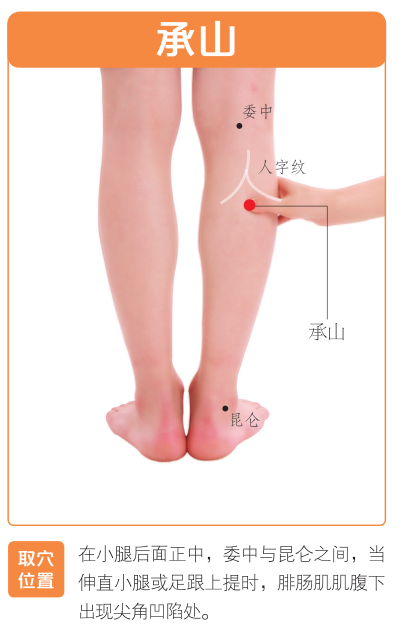 承山
委中
人字纹
承山
昆仑
取穴
位置
在小腿后面正中，委中与昆仑之间，当
伸直小腿或足跟上提时，腓肠肌肌腹下
出现尖角凹陷处。